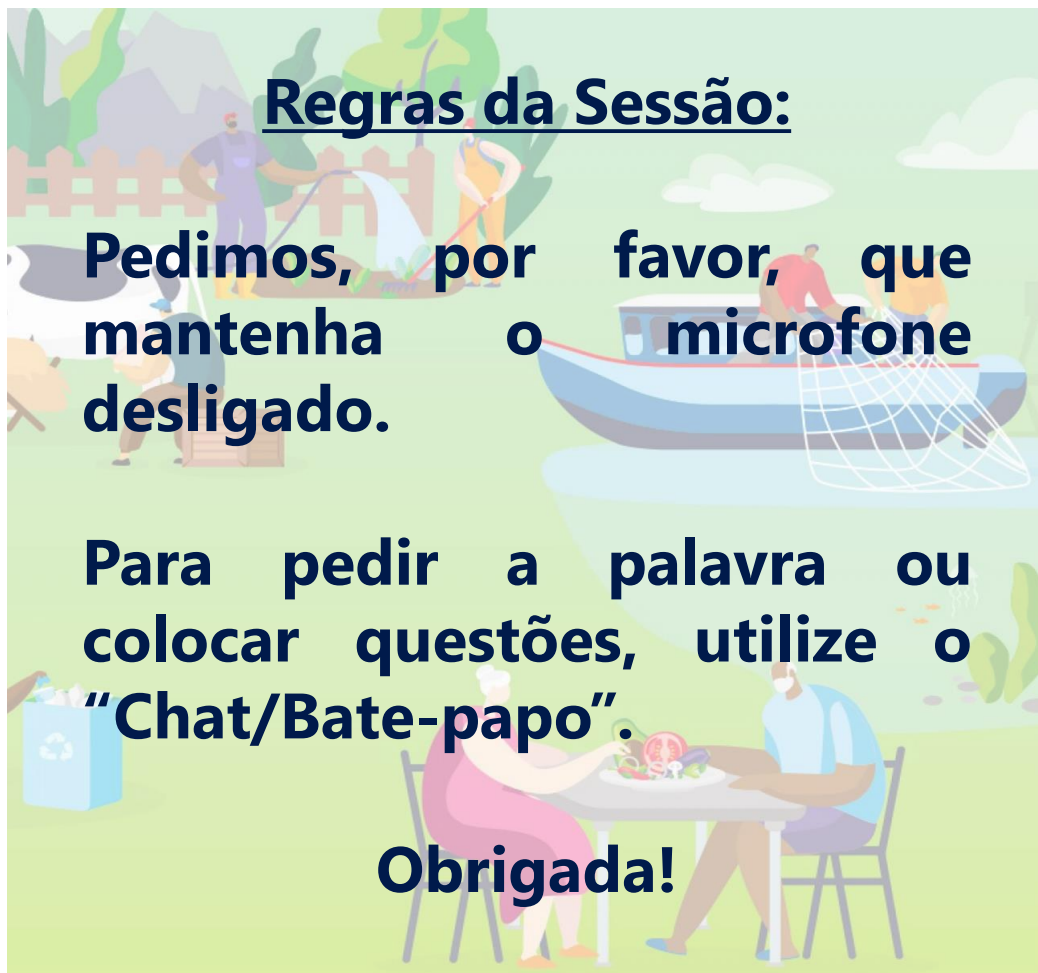 Regras da Sessão:
Pedimos, por favor, que
mantenha o microfone
desligado.
Para pedir a palavra ou
colocar questões, utilize o
“Chat/Bate-papo”.
Obrigada!